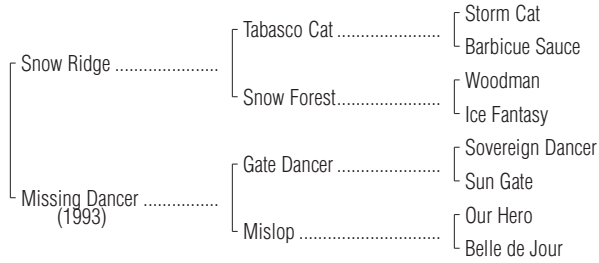 Storm Cat
Tabasco Cat ........................
Barbicue Sauce
Snow Ridge ........................
Woodman
Snow Forest........................
Ice Fantasy
Sovereign Dancer
Gate Dancer ........................
Sun Gate
Missing Dancer .................
(1993)
Our Hero
Mislop .................................
Belle de Jour